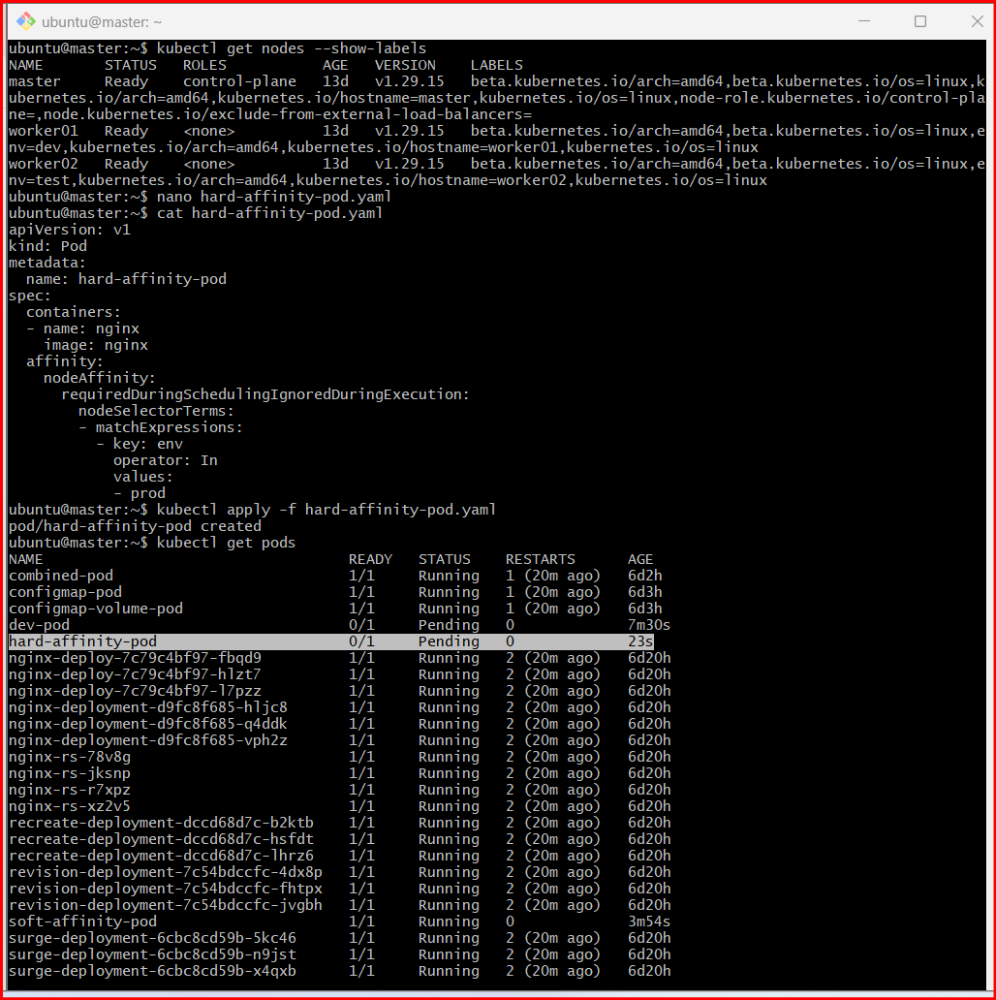 ubuntu@master: ~
ubuntu@master:~$ kubectl get nodes --show-labels
NAME       STATUS   ROLES           AGE   VERSION    LABELS
master     Ready    control-plane   13d   v1.29.15   beta.kubernetes.io/arch=amd64,beta.kubernetes.io/os=linux,k
ubernetes.io/arch=amd64,kubernetes.io/hostname=master,kubernetes.io/os=linux,node-role.kubernetes.io/control-pla
ne=,node.kubernetes.io/exclude-from-external-load-balancers=
worker01   Ready    <none>          13d   v1.29.15   beta.kubernetes.io/arch=amd64,beta.kubernetes.io/os=linux,e
nv=dev,kubernetes.io/arch=amd64,kubernetes.io/hostname=worker01,kubernetes.io/os=linux
worker02   Ready    <none>          13d   v1.29.15   beta.kubernetes.io/arch=amd64,beta.kubernetes.io/os=linux,e
nv=test,kubernetes.io/arch=amd64,kubernetes.io/hostname=worker02,kubernetes.io/os=linux
ubuntu@master:~$ nano hard-affinity-pod.yaml
ubuntu@master:~$ cat hard-affinity-pod.yaml
apiVersion: v1
kind: Pod
metadata:
  name: hard-affinity-pod
spec:
  containers:
  - name: nginx
    image: nginx
  affinity:
    nodeAffinity:
      requiredDuringSchedulingIgnoredDuringExecution:
        nodeSelectorTerms:
        - matchExpressions:
          - key: env
            operator: In
            values:
            - prod
ubuntu@master:~$ kubectl apply -f hard-affinity-pod.yaml
pod/hard-affinity-pod created
ubuntu@master:~$ kubectl get pods
NAME                                   READY   STATUS    RESTARTS      AGE
combined-pod                           1/1     Running   1 (20m ago)   6d2h
configmap-pod                          1/1     Running   1 (20m ago)   6d3h
configmap-volume-pod                   1/1     Running   1 (20m ago)   6d3h
dev-pod                                0/1     Pending   0             7m30s
hard-affinity-pod                      0/1     Pending   0             23s
nginx-deploy-7c79c4bf97-fbqd9          1/1     Running   2 (20m ago)   6d20h
nginx-deploy-7c79c4bf97-hlzt7          1/1     Running   2 (20m ago)   6d20h
nginx-deploy-7c79c4bf97-l7pzz          1/1     Running   2 (20m ago)   6d20h
nginx-deployment-d9fc8f685-hljc8       1/1     Running   2 (20m ago)   6d20h
nginx-deployment-d9fc8f685-q4ddk       1/1     Running   2 (20m ago)   6d20h
nginx-deployment-d9fc8f685-vph2z       1/1     Running   2 (20m ago)   6d20h
nginx-rs-78v8g                         1/1     Running   2 (20m ago)   6d20h
nginx-rs-jksnp                         1/1     Running   2 (20m ago)   6d20h
nginx-rs-r7xpz                         1/1     Running   2 (20m ago)   6d20h
nginx-rs-xz2v5                         1/1     Running   2 (20m ago)   6d20h
recreate-deployment-dccd68d7c-b2ktb    1/1     Running   2 (20m ago)   6d20h
recreate-deployment-dccd68d7c-hsfdt    1/1     Running   2 (20m ago)   6d20h
recreate-deployment-dccd68d7c-lhrz6    1/1     Running   2 (20m ago)   6d20h
revision-deployment-7c54bdccfc-4dx8p   1/1     Running   2 (20m ago)   6d20h
revision-deployment-7c54bdccfc-fhtpx   1/1     Running   2 (20m ago)   6d20h
revision-deployment-7c54bdccfc-jvgbh   1/1     Running   2 (20m ago)   6d20h
soft-affinity-pod                      1/1     Running   0             3m54s
surge-deployment-6cbc8cd59b-5kc46      1/1     Running   2 (20m ago)   6d20h
surge-deployment-6cbc8cd59b-n9jst      1/1     Running   2 (20m ago)   6d20h
surge-deployment-6cbc8cd59b-x4qxb      1/1     Running   2 (20m ago)   6d20h